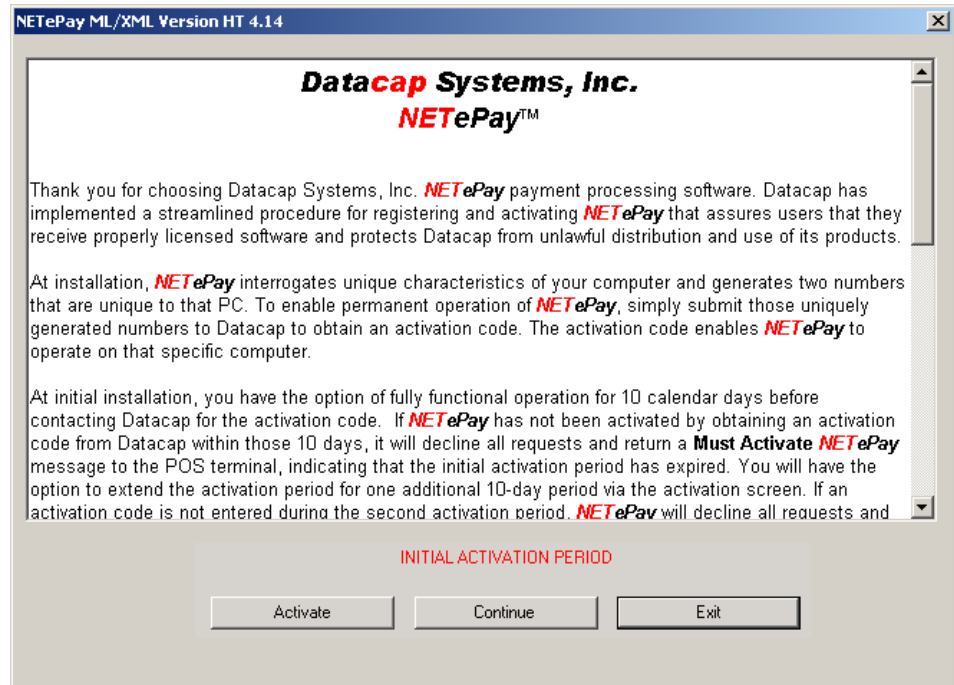 NETePay ML/XML Version HT 4.14
Datacap Systems, Inc.
NETePay™
Thank you for choosing Datacap Systems, Inc. NETePay payment processing software. Datacap has
implemented a streamlined procedure for registering and activating NETePay that assures users that they
receive properly licensed software and protects Datacap from unlawful distribution and use of its products.
At installation, NETePay interrogates unique characteristics of your computer and generates two numbers
that are unique to that PC. To enable permanent operation of NETePay, simply submit those uniquely
generated numbers to Datacap to obtain an activation code. The activation code enables NETePay to
operate on that specific computer.
At initial installation, you have the option of fully functional operation for 10 calendar days before
contacting Datacap for the activation code. If NETePay has not been activated by obtaining an activation
code from Datacap within those 10 days, it will decline all requests and return a Must Activate NETePay
message to the POS terminal, indicating that the initial activation period has expired. You will have the
option to extend the activation period for one additional 10-day period via the activation screen. If an
activation code is not entered during the second activation period, NETePay will decline all requests and
INITIAL ACTIVATION PERIOD
Activate
Continue
Exit